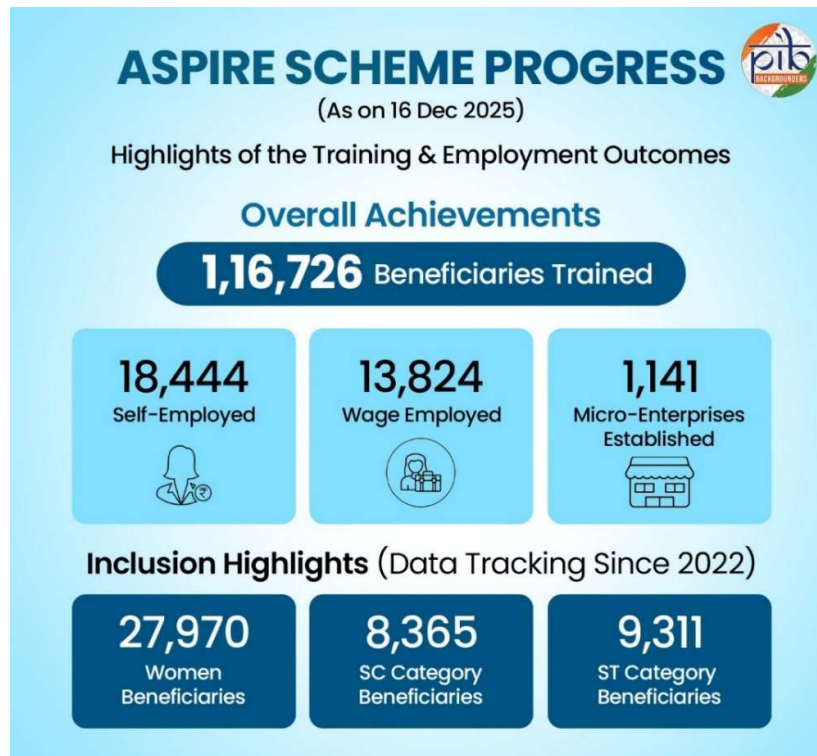 ASPIRE SCHEME PROGRESS
pib
BACKGROUNDERS
(As on 16 Dec 2025)
Highlights of the Training & Employment Outcomes
Overall Achievements
1,16,726 Beneficiaries Trained
18,444
Self-Employed
₹
13,824
Wage Employed
1,141
Micro-Enterprises
Established
Inclusion Highlights (Data Tracking Since 2022)
27,970
Women
Beneficiaries
8,365
SC Category
Beneficiaries
9,311
ST Category
Beneficiaries